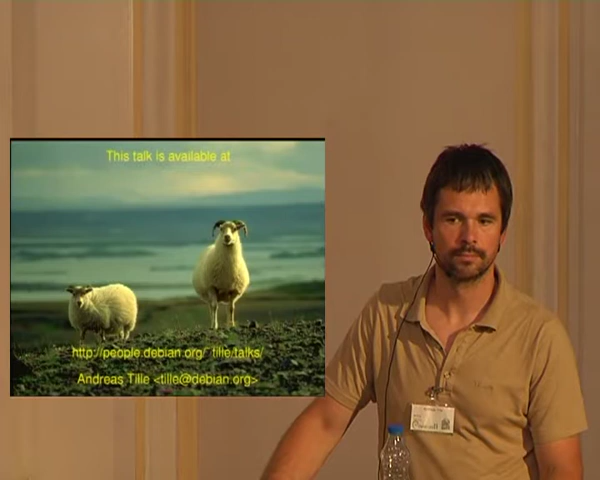 This talk is available at
http://people.debian.org/~tille/talks/
Andreas Tille <tille@debian.org>